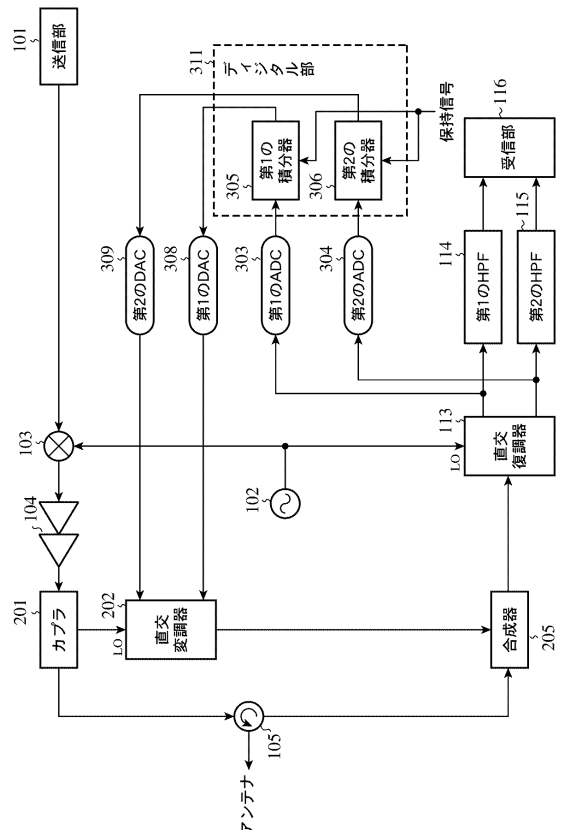 101
送信部
103
104
201
カプラ
LO
202
直交
変調器
105
アンテナ
309
第2のDAC
308
第1のDAC
311
ディジタル部
305
第1の
積分器
306
第2の
積分器
保持信号
303
第1のADC
304
第2のADC
102
LO
113
直交
復調器
114
第1のHPF
115
第2のHPF
116
受信部
合成器
205